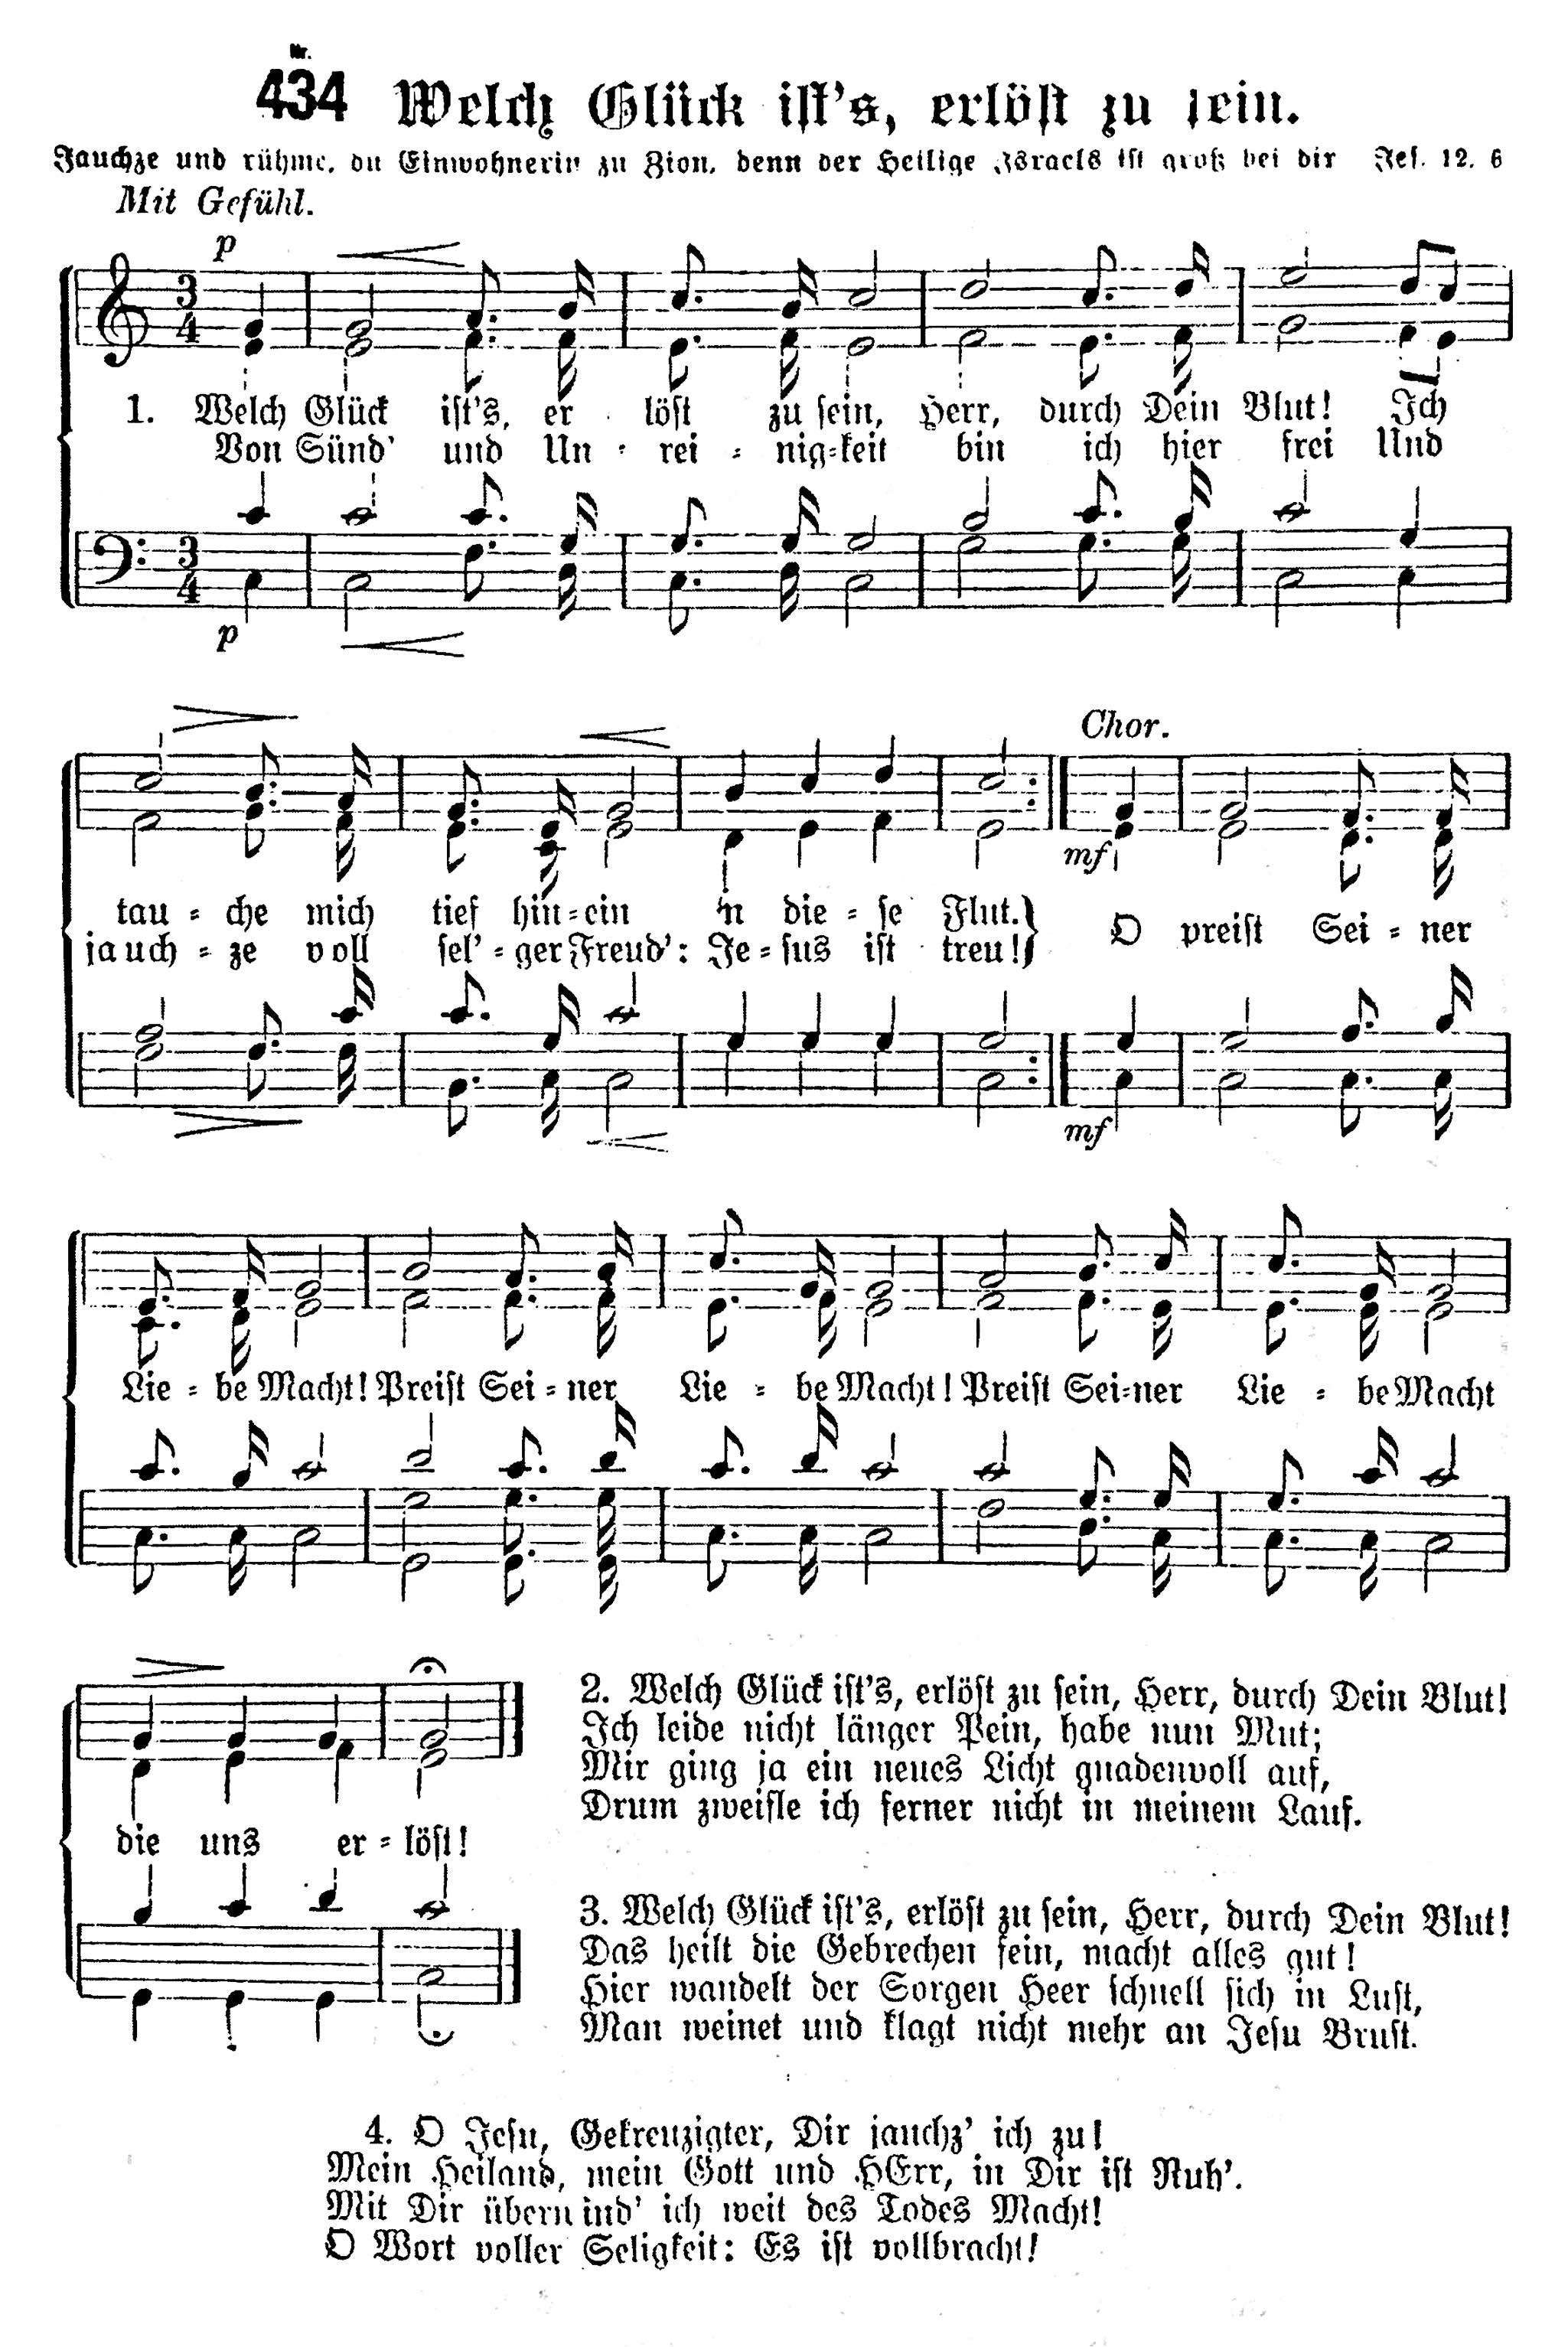 Nr.
434 Welch Glück ist's, erlöst zu sein.
Jauchze und rühme, du Einwohnerin zu Zion, denn der Heilige Israels ist groß bei dir Jes. 12. 6
Mit Gefühl.
p
3/4
1. Welch Glück ist's, er löst zu sein, Herr, durch Dein Blut! Ich
Von Sünd' und Un - rei - nig-keit bin ich hier frei Und
3/4
p
Chor.
mf
tau - che mich tief hin-ein in die - se Flut.
jauch - ze voll sel'-ger Freud': Je-sus ist treu!
O preist Sei - ner
mf
Lie - be Macht! Preist Sei - ner Lie - be Macht! Preist Sei-ner Lie - be Macht
die uns er-löst!
2. Welch Glück ist's, erlöst zu sein, Herr, durch Dein Blut!
Ich leide nicht länger Pein, habe nun Mut;
Mir ging ja ein neues Licht gnadenvoll auf,
Drum zweifle ich ferner nicht in meinem Lauf.
3. Welch Glück ist's, erlöst zu sein, Herr, durch Dein Blut!
Das heilt die Gebrechen fein, macht alles gut!
Hier wandelt der Sorgen Heer schnell sich in Lust,
Man weinet und klagt nicht mehr an Jesu Brust.
4. O Jesu, Gekreuzigter, Dir jauchz' ich zu!
Mein Heiland, mein Gott und HErr, in Dir ist Ruh'.
Mit Dir überwind' ich weit des Todes Macht!
O Wort voller Seligkeit: Es ist vollbracht!